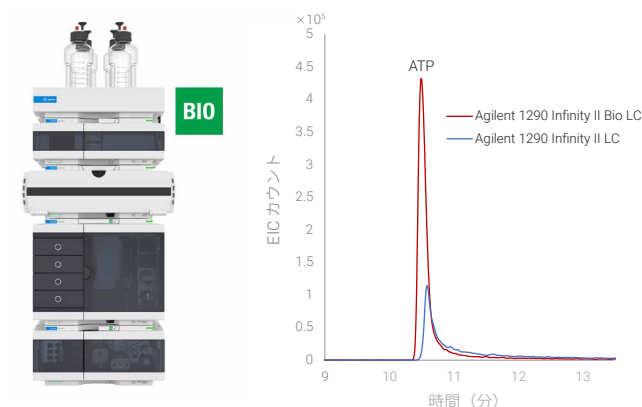 BIO
×10⁵
5
4.5
4
3.5
3
2.5
2
1.5
1
0.5
0
EIC カウント
ATP
Agilent 1290 Infinity II Bio LC
Agilent 1290 Infinity II LC
9
10
11
12
13
時間（分）